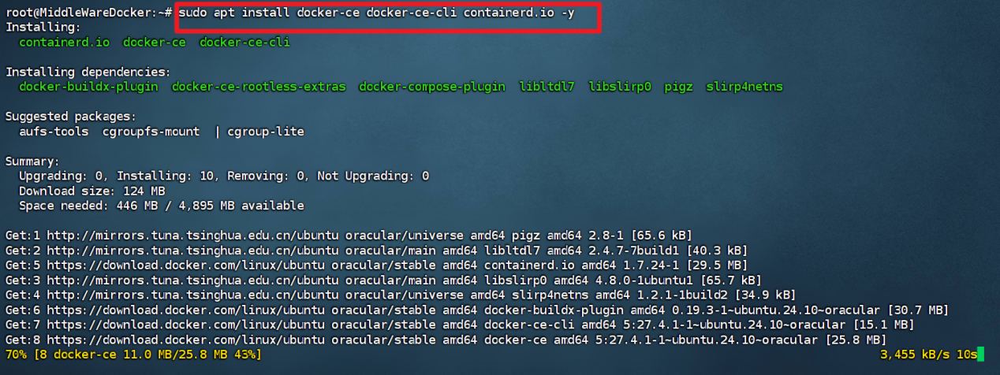 root@MiddleWareDocker:~# sudo apt install docker-ce docker-ce-cli containerd.io -y
Installing:
  containerd.io  docker-ce  docker-ce-cli

Installing dependencies:
  docker-buildx-plugin  docker-ce-rootless-extras  docker-compose-plugin  libltdl7  libslirp0  pigz  slirp4netns

Suggested packages:
  aufs-tools  cgroupfs-mount  | cgroup-lite

Summary:
  Upgrading: 0, Installing: 10, Removing: 0, Not Upgrading: 0
  Download size: 124 MB
  Space needed: 446 MB / 4,895 MB available

Get:1 http://mirrors.tuna.tsinghua.edu.cn/ubuntu oracular/universe amd64 pigz amd64 2.8-1 [65.6 kB]
Get:2 http://mirrors.tuna.tsinghua.edu.cn/ubuntu oracular/main amd64 libltdl7 amd64 2.4.7-7build1 [40.3 kB]
Get:5 https://download.docker.com/linux/ubuntu oracular/stable amd64 containerd.io amd64 1.7.24-1 [29.5 MB]
Get:3 http://mirrors.tuna.tsinghua.edu.cn/ubuntu oracular/main amd64 libslirp0 amd64 4.8.0-1ubuntu1 [65.7 kB]
Get:4 http://mirrors.tuna.tsinghua.edu.cn/ubuntu oracular/universe amd64 slirp4netns amd64 1.2.1-1build2 [34.9 kB]
Get:6 https://download.docker.com/linux/ubuntu oracular/stable amd64 docker-buildx-plugin amd64 0.19.3-1~ubuntu.24.10~oracular [30.7 MB]
Get:7 https://download.docker.com/linux/ubuntu oracular/stable amd64 docker-ce-cli amd64 5:27.4.1-1~ubuntu.24.10~oracular [15.1 MB]
Get:8 https://download.docker.com/linux/ubuntu oracular/stable amd64 docker-ce amd64 5:27.4.1-1~ubuntu.24.10~oracular [25.8 MB]
70% [8 docker-ce 11.0 MB/25.8 MB 43%] 3,455 kB/s 10s